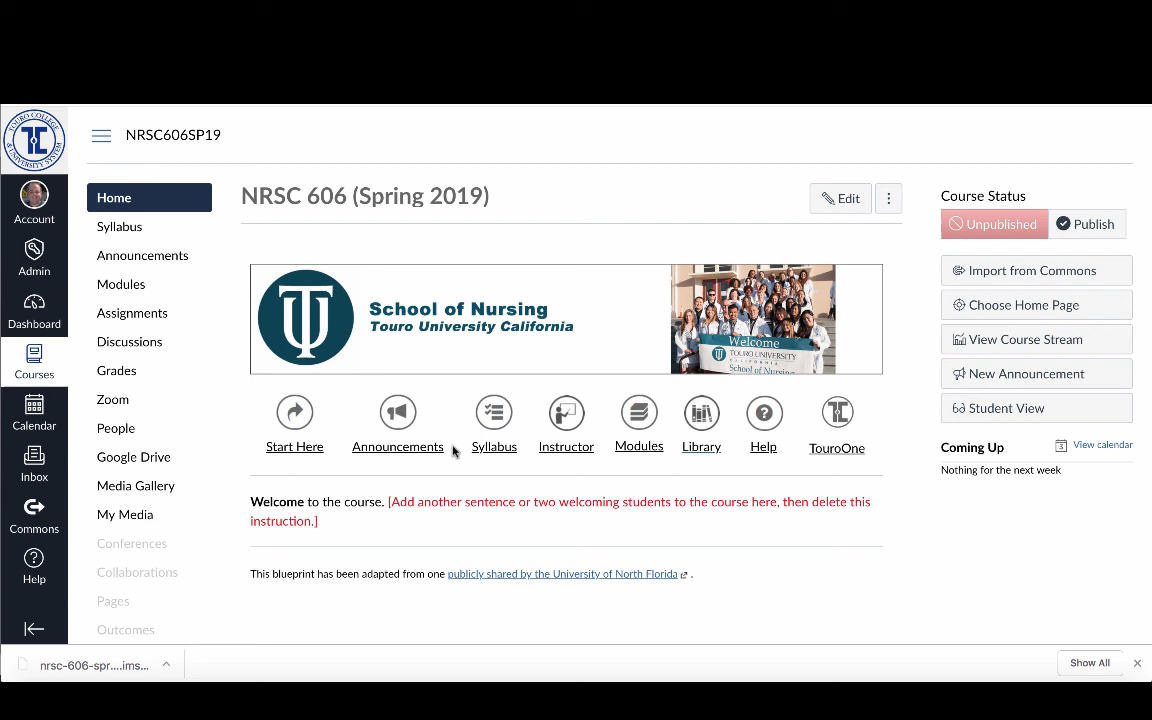 TOURO COLLEGE
& UNIVERSITY SYSTEM
NRSC606SP19
Account
Admin
Dashboard
Courses
Calendar
Inbox
Commons
Help
Home
Syllabus
Announcements
Modules
Assignments
Discussions
Grades
Zoom
People
Google Drive
Media Gallery
My Media
Conferences
Collaborations
Pages
Outcomes
NRSC 606 (Spring 2019)
Edit
School of Nursing
Touro University California
Welcome
TOURO UNIVERSITY
CALIFORNIA
School of Nursing
Start Here
Announcements
Syllabus
Instructor
Modules
Library
Help
TouroOne
Welcome to the course. [Add another sentence or two welcoming students to the course here, then delete this
instruction.]
This blueprint has been adapted from one publicly shared by the University of North Florida .
Course Status
Unpublished
Publish
Import from Commons
Choose Home Page
View Course Stream
New Announcement
Student View
Coming Up
3
View calendar
Nothing for the next week
nrsc-606-spr....ims...
Show All